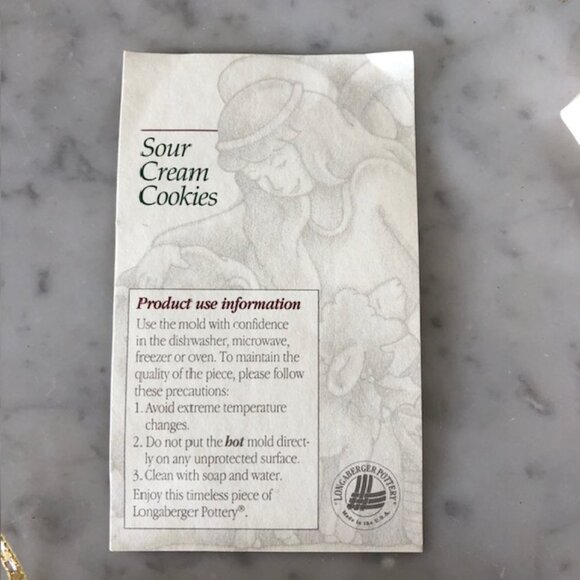 Sour
Cream
Cookies
Product use information
Use the mold with confidence
in the dishwasher, microwave,
freezer or oven. To maintain the
quality of the piece, please follow
these precautions:
1. Avoid extreme temperature
changes.
2. Do not put the hot mold direct-
ly on any unprotected surface.
3. Clean with soap and water.
Enjoy this timeless piece of
Longaberger Pottery®.
LONGABERGER POTTERY
Made in the U.S.A.